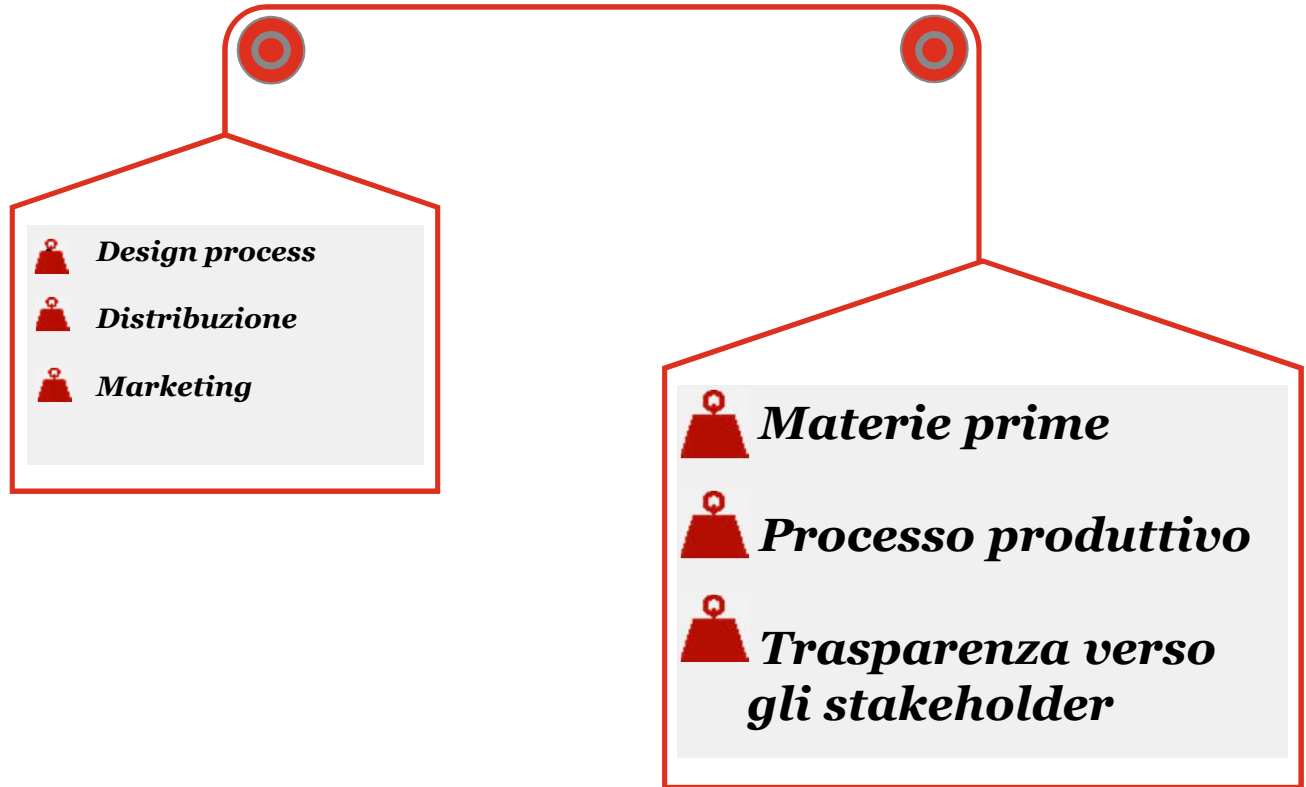 Design process
Distribuzione
Marketing
Materie prime
Processo produttivo
Trasparenza verso
gli stakeholder